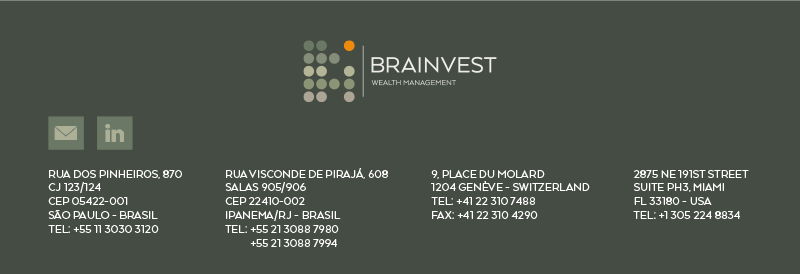 BRAINVEST
WEALTH MANAGEMENT
in
RUA DOS PINHEIROS, 870
CJ 123/124
CEP 05422-001
SÃO PAULO - BRASIL
TEL: +55 11 3030 3120
RUA VISCONDE DE PIRAJÁ, 608
SALAS 905/906
CEP 22410-002
IPANEMA/RJ - BRASIL
TEL: +55 21 3088 7980
+55 21 3088 7994
9, PLACE DU MOLARD
1204 GENÈVE - SWITZERLAND
TEL: +41 22 310 7488
FAX: +41 22 310 4290
2875 NE 191ST STREET
SUITE PH3, MIAMI
FL 33180 - USA
TEL: +1 305 224 8834